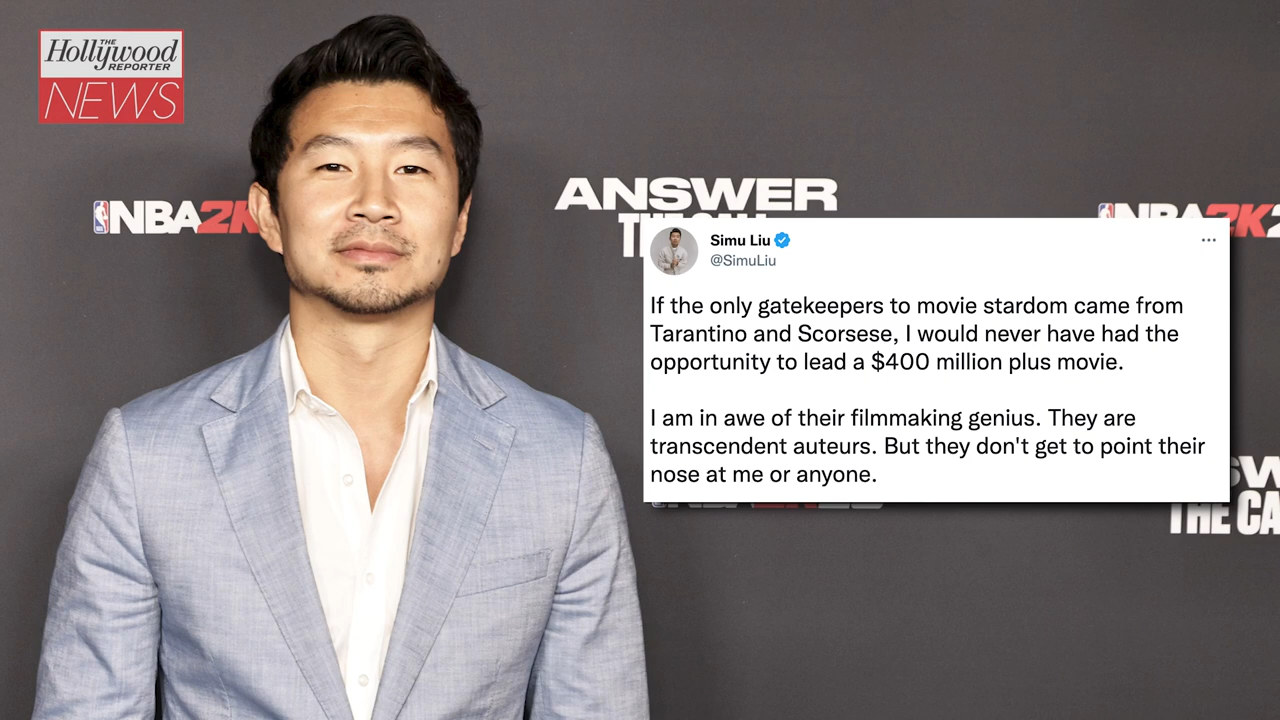 THE
Hollywood
REPORTER
NEWS
NBA2K
ANSWER
THE CALL
Simu Liu
@SimuLiu
If the only gatekeepers to movie stardom came from
Tarantino and Scorsese, I would never have had the
opportunity to lead a $400 million plus movie.
I am in awe of their filmmaking genius. They are
transcendent auteurs. But they don't get to point their
nose at me or anyone.
NBA2K2
THE CA